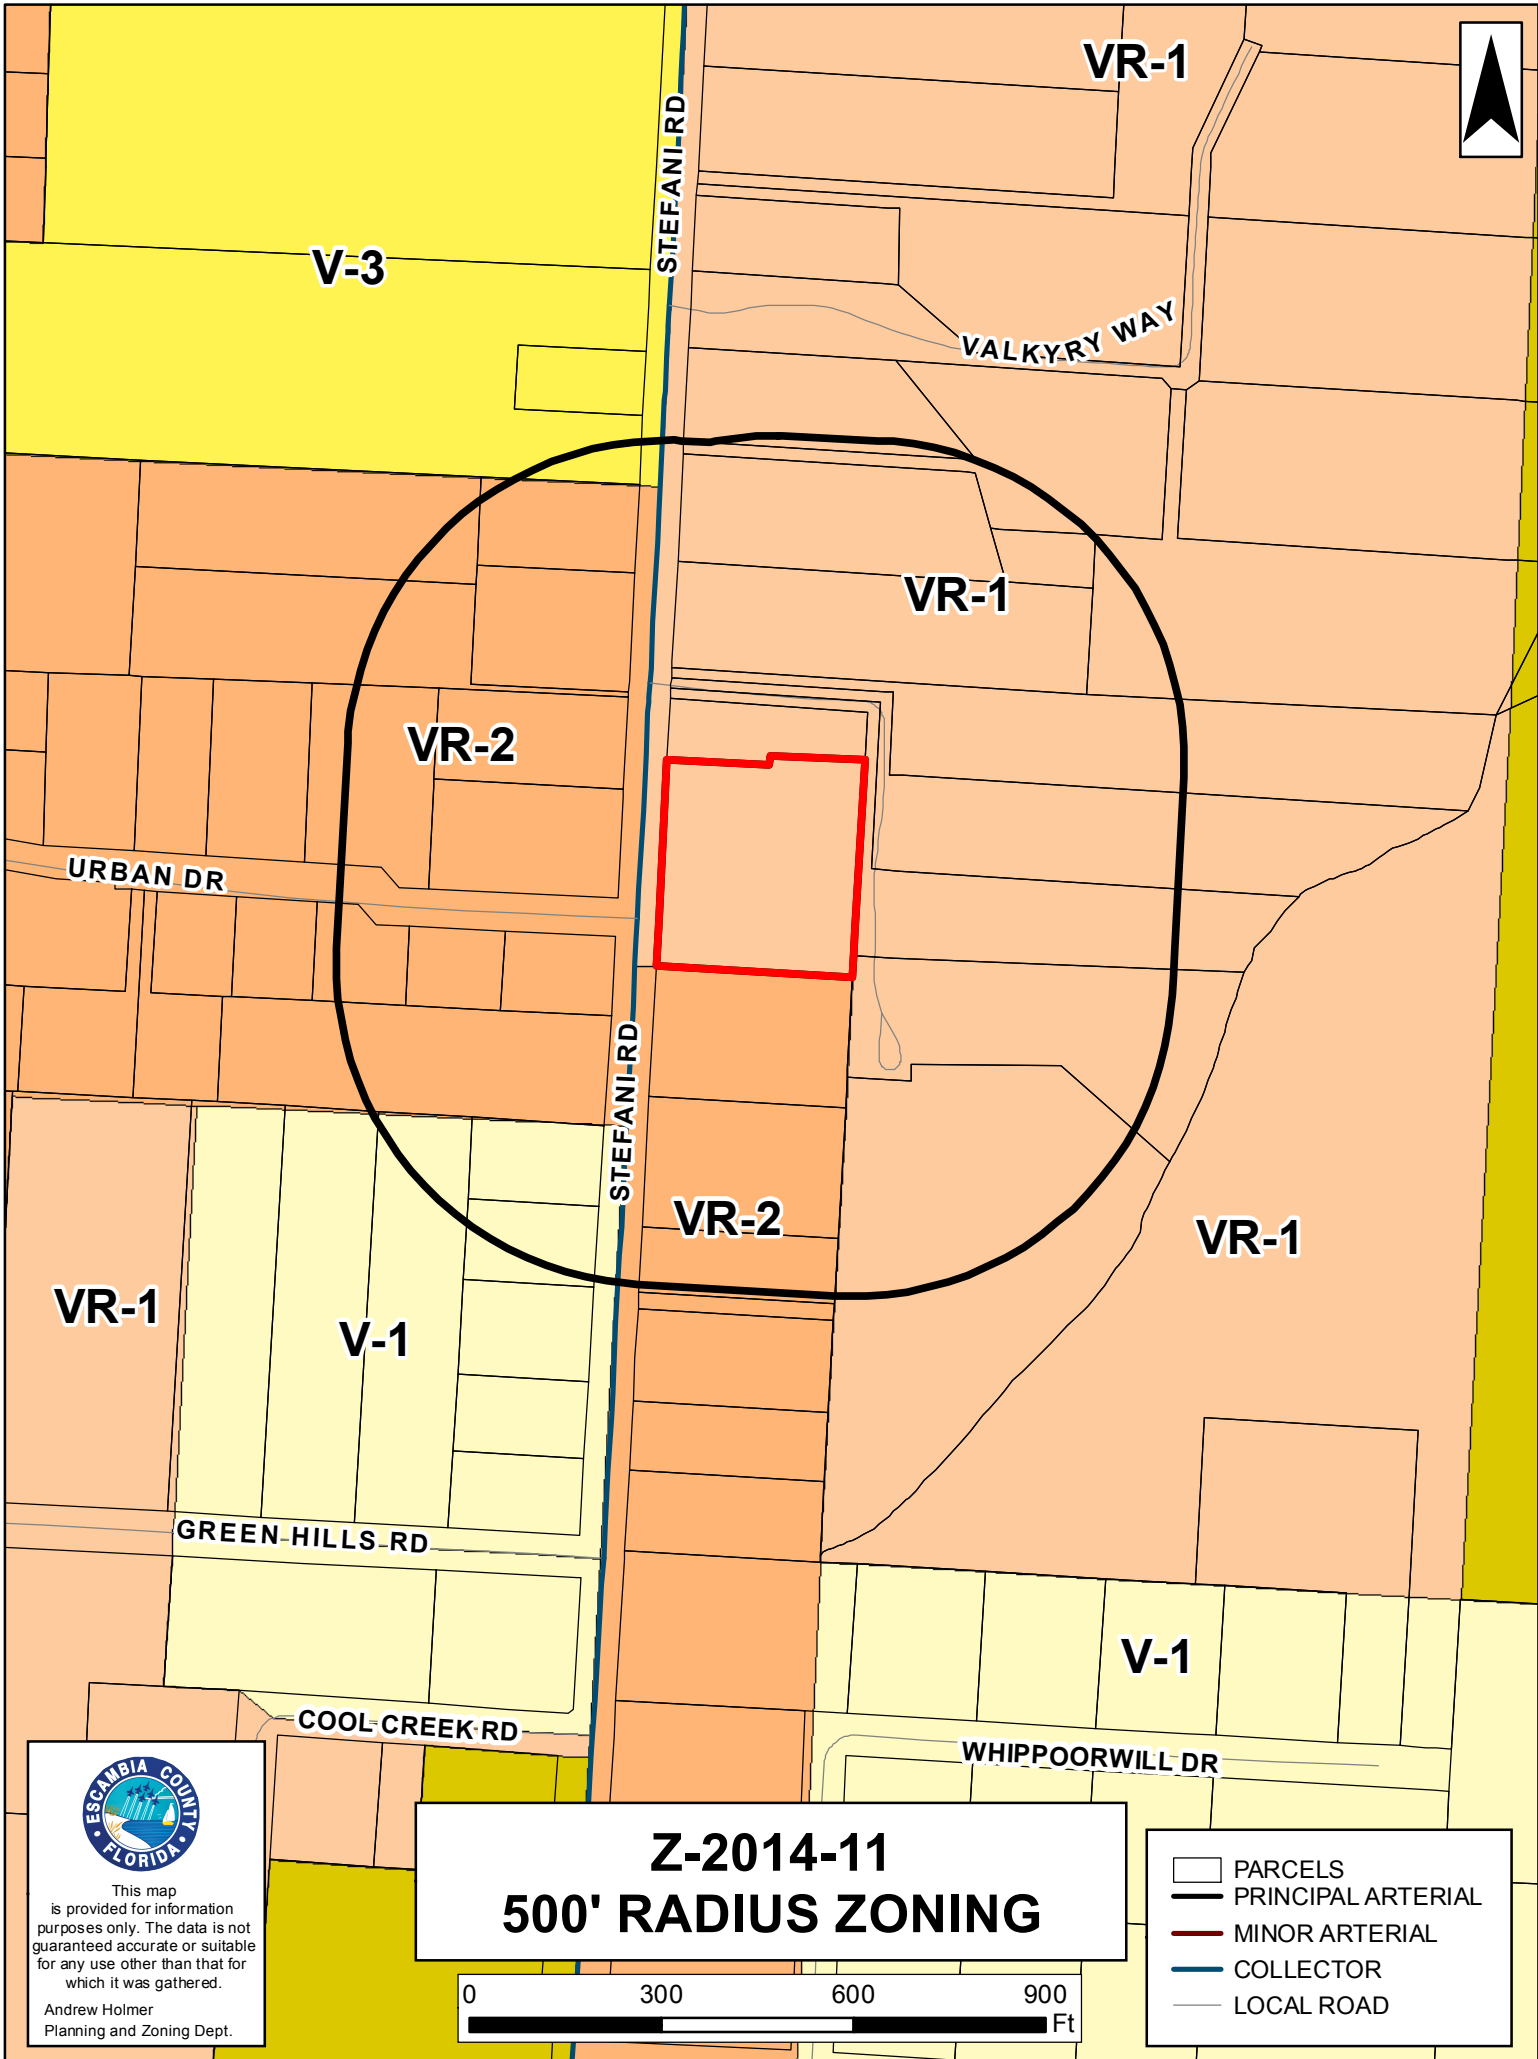 VR-1
STEFANI RD
V-3
VALKYRY WAY
VR-1
VR-2
URBAN DR
STEFANI RD
VR-2
VR-1
VR-1
V-1
GREEN HILLS RD
V-1
COOL CREEK RD
WHIPPOORWILL DR
ESCAMBIA COUNTY
FLORIDA
This map
is provided for information
purposes only. The data is not
guaranteed accurate or suitable
for any use other than that for
which it was gathered.
Andrew Holmer
Planning and Zoning Dept.
Z-2014-11
500' RADIUS ZONING
0 300 600 900
Ft
PARCELS
PRINCIPAL ARTERIAL
MINOR ARTERIAL
COLLECTOR
LOCAL ROAD